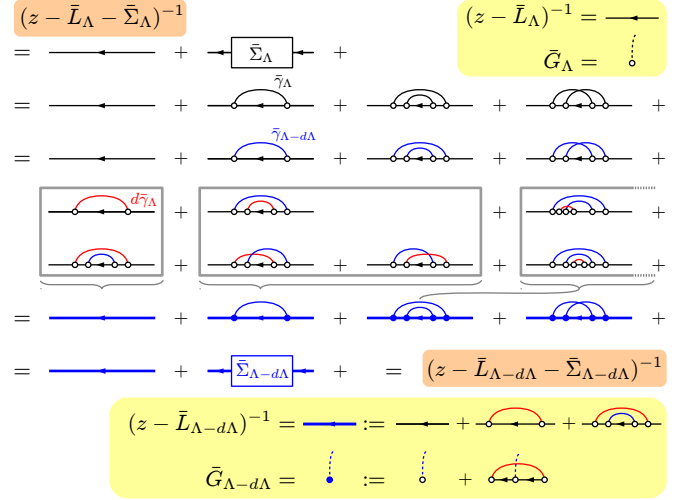 (z − L̄_Λ − Σ̄_Λ)^{−1}
(z − L̄_Λ)^{−1} =
Ḡ_Λ =
= + Σ̄_Λ +
= + γ̄_Λ + + +
= + γ̄_{Λ−dΛ} + + +
dγ̄_Λ + + +
+ + +
= + + + +
= + Σ̄_{Λ−dΛ} + = (z − L̄_{Λ−dΛ} − Σ̄_{Λ−dΛ})^{−1}
(z − L̄_{Λ−dΛ})^{−1} = := + +
Ḡ_{Λ−dΛ} = := +